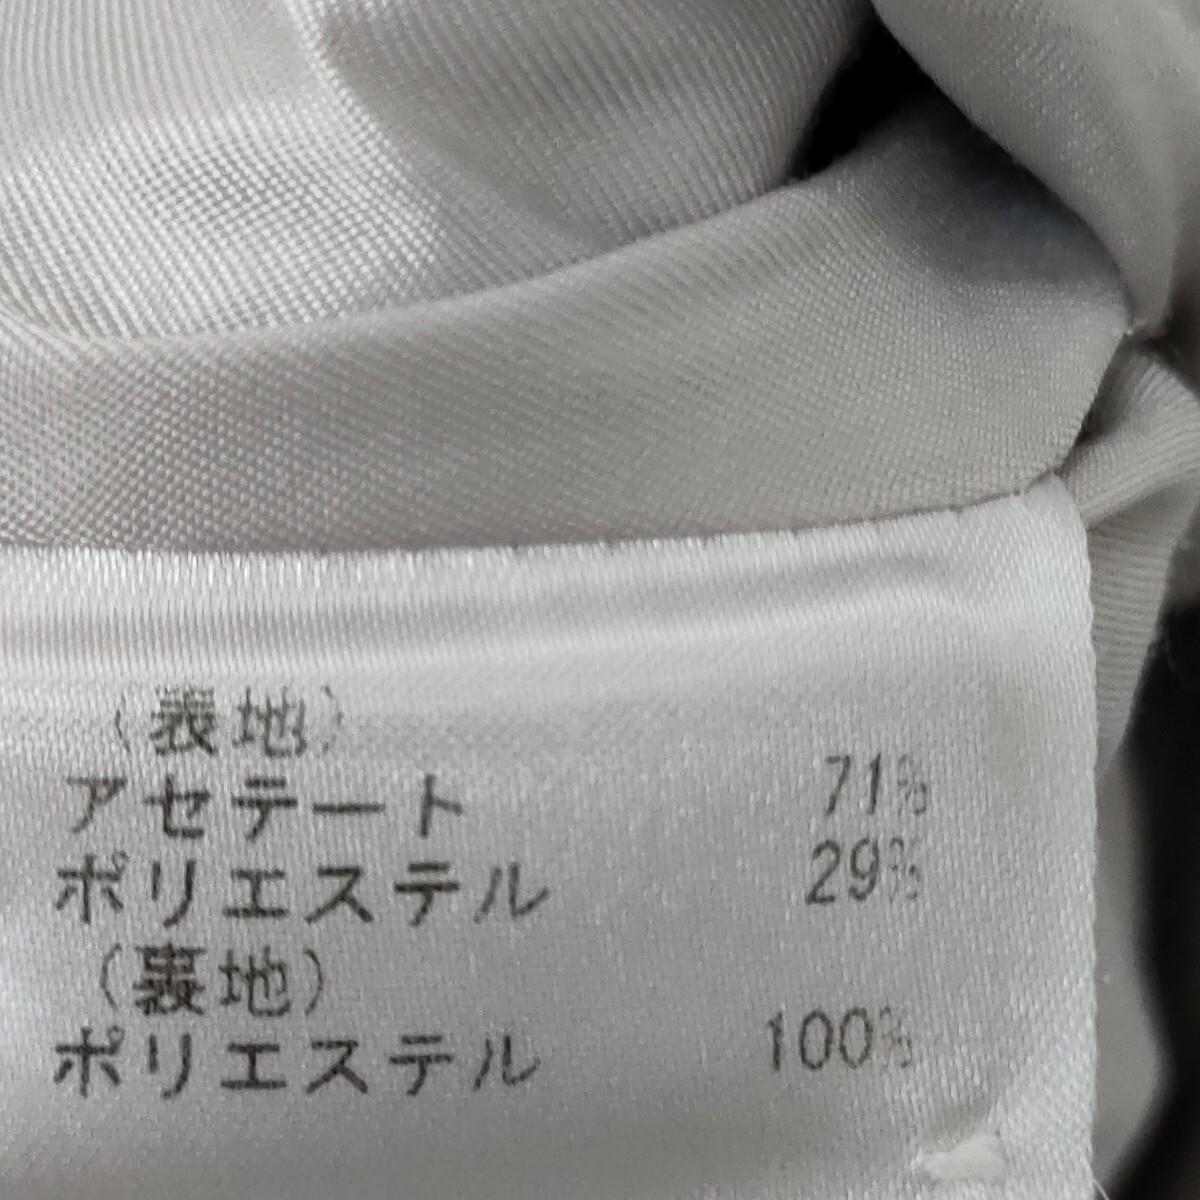 (表地)
アセテート 71%
ポリエステル 29%
(裏地)
ポリエステル 100%